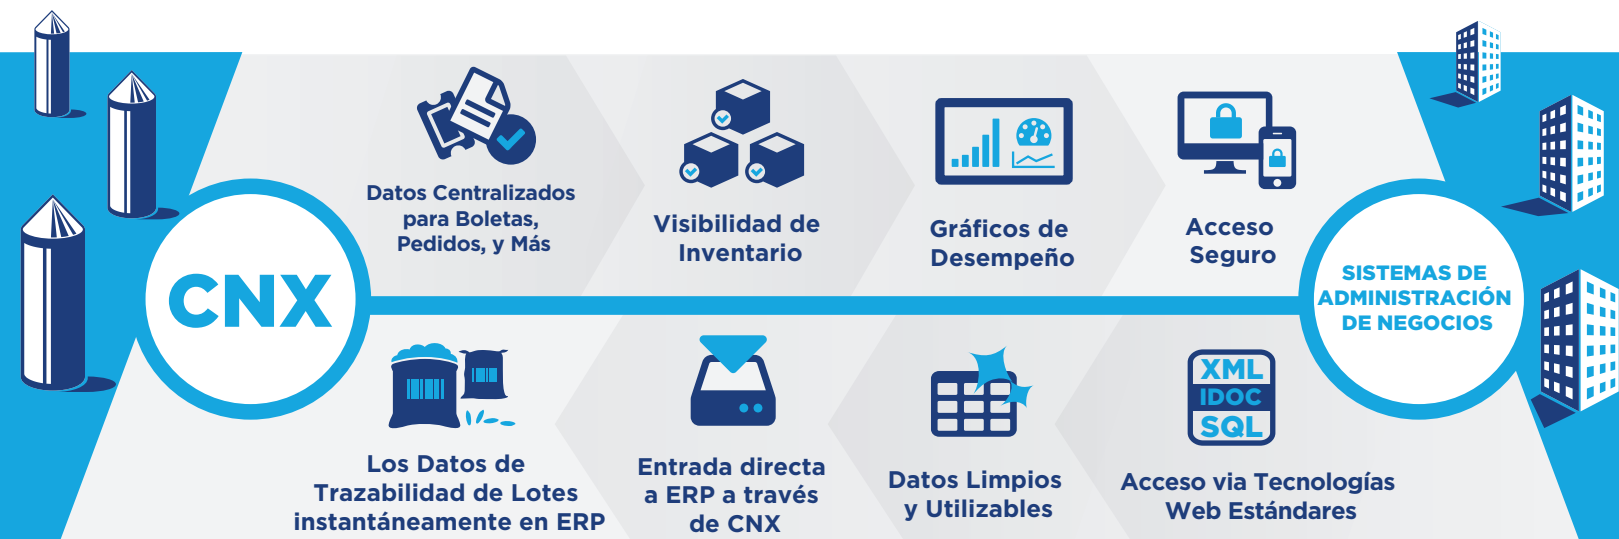 CNX
Datos Centralizados
para Boletas,
Pedidos, y Más
Visibilidad de
Inventario
Gráficos de
Desempeño
Acceso
Seguro
SISTEMAS DE
ADMINISTRACIÓN
DE NEGOCIOS
Los Datos de
Trazabilidad de Lotes
instantáneamente en ERP
Entrada directa
a ERP a través
de CNX
Datos Limpios
y Utilizables
XML
IDOC
SQL
Acceso via Tecnologías
Web Estándares